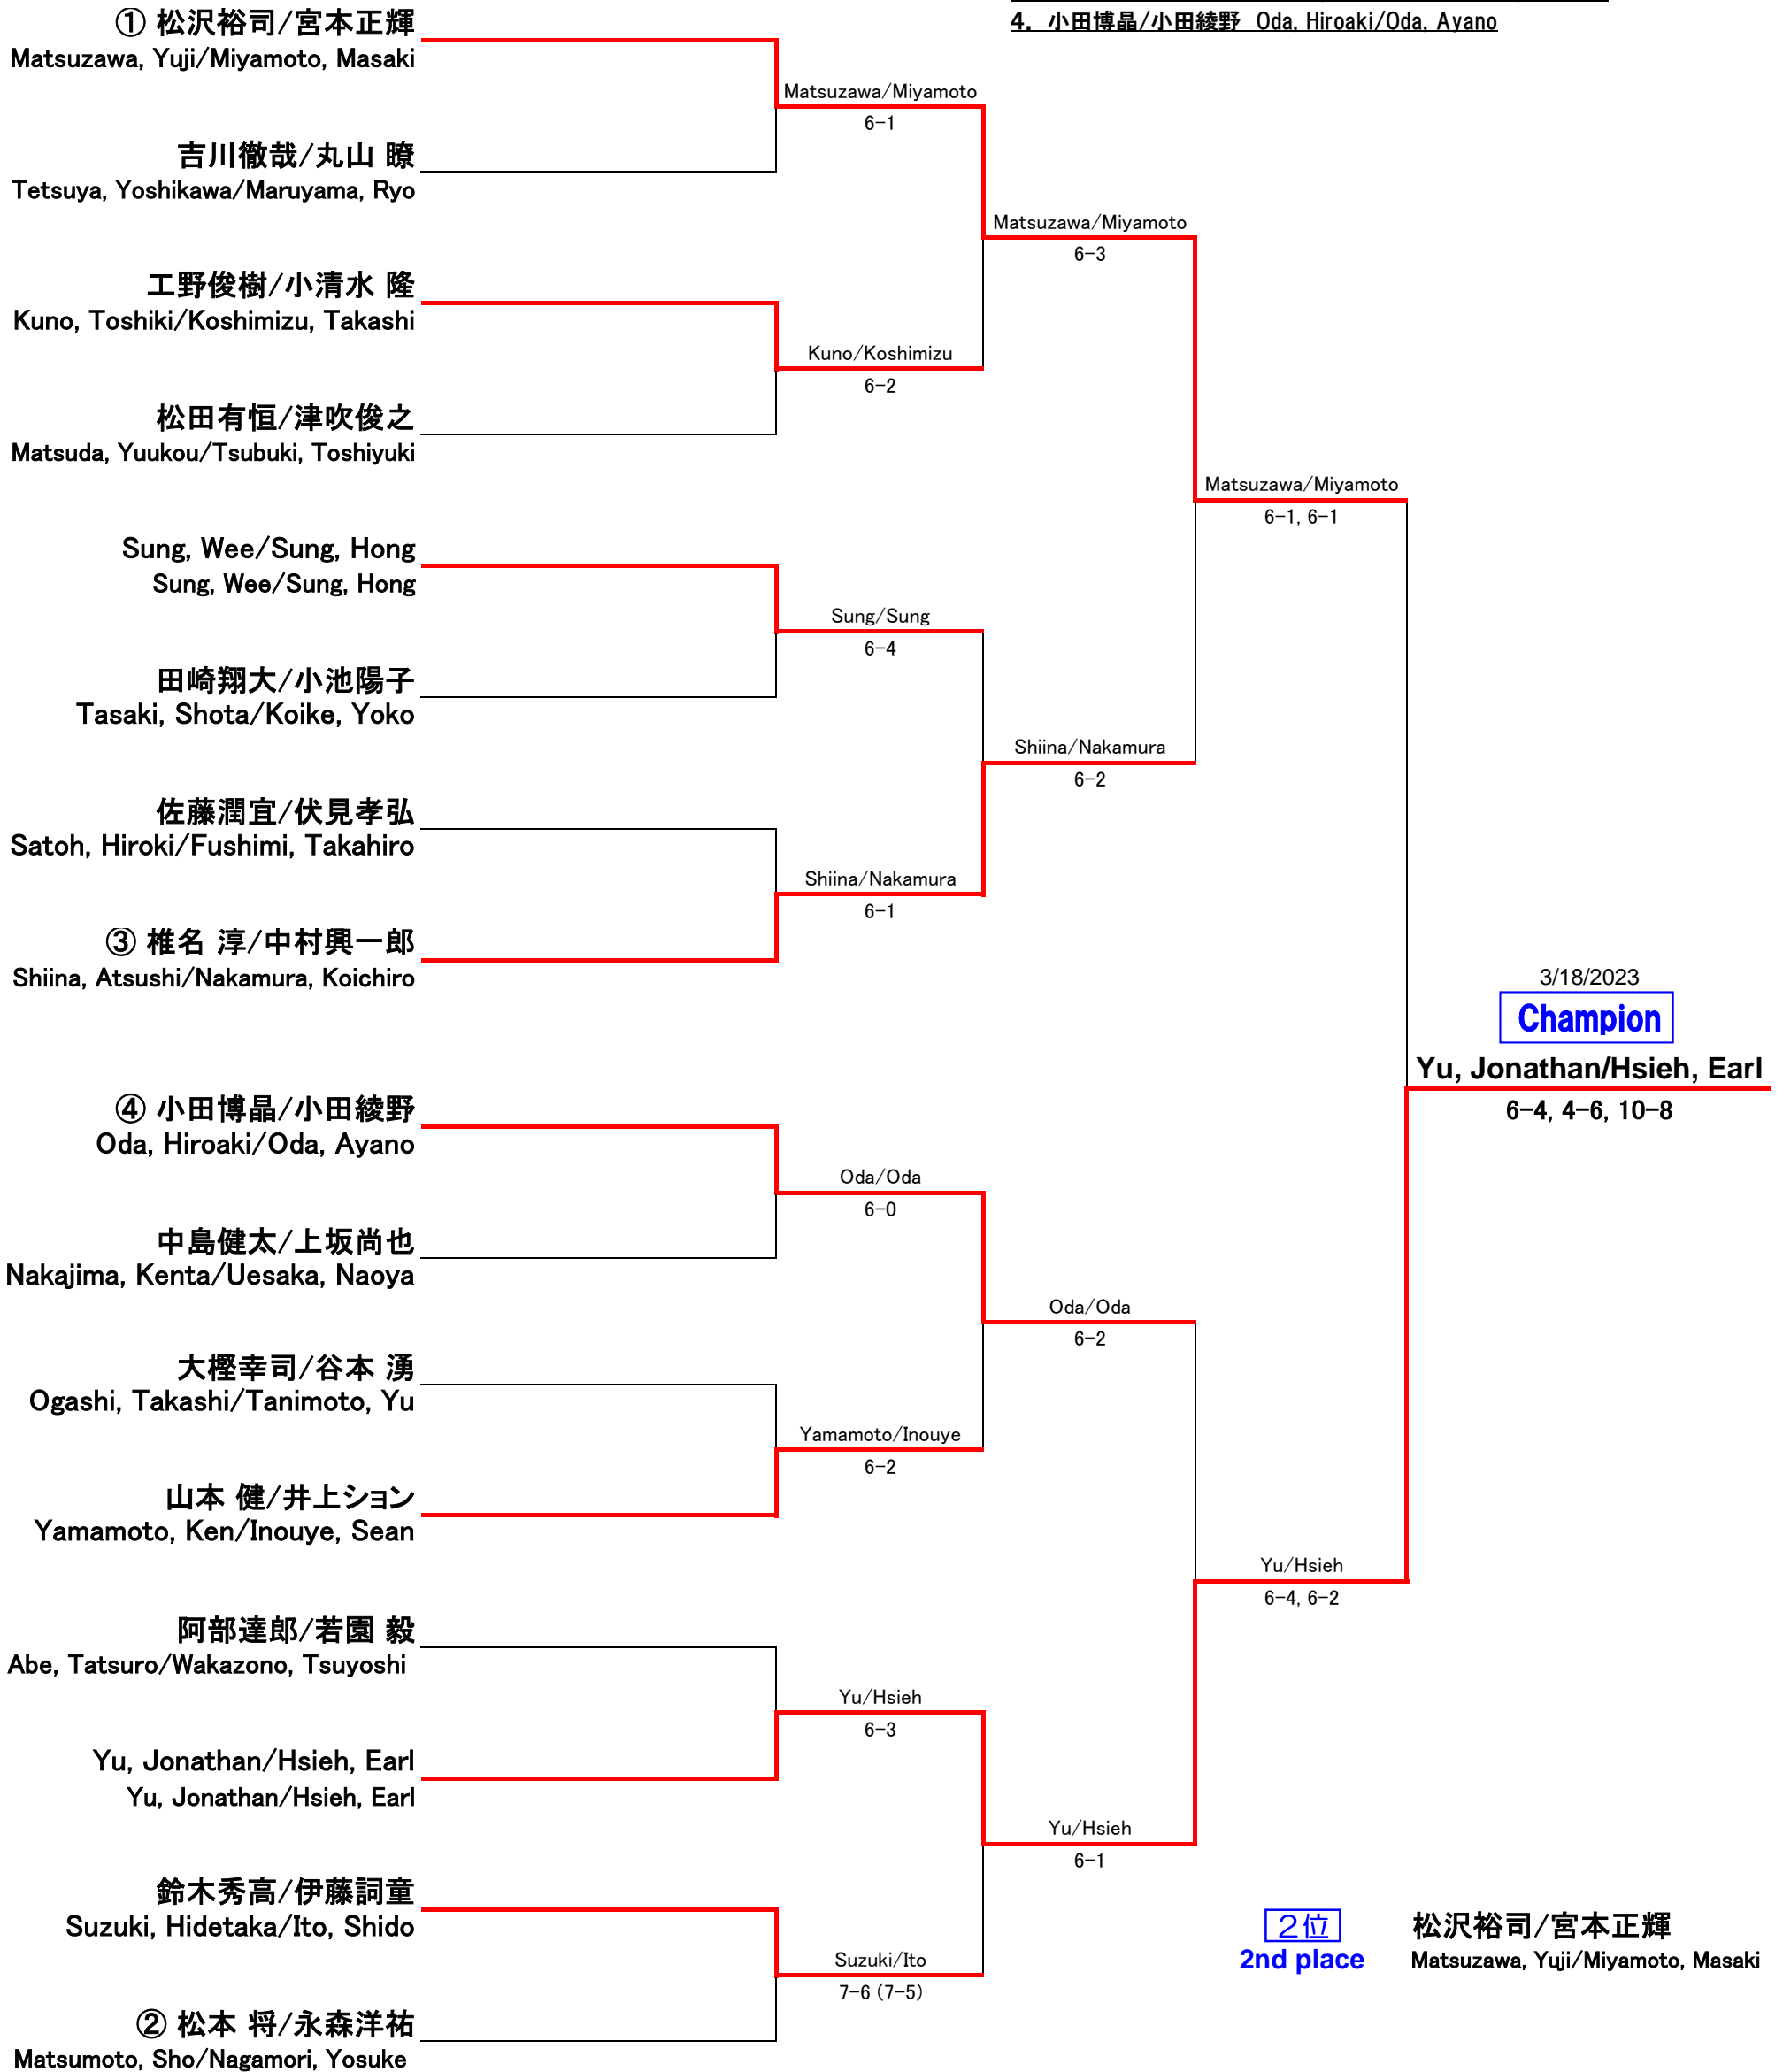 4. 小田博晶/小田綾野 Oda, Hiroaki/Oda, Ayano
① 松沢裕司/宮本正輝
Matsuzawa, Yuji/Miyamoto, Masaki
Matsuzawa/Miyamoto
6-1
吉川徹哉/丸山 瞭
Tetsuya, Yoshikawa/Maruyama, Ryo
Matsuzawa/Miyamoto
6-3
工野俊樹/小清水 隆
Kuno, Toshiki/Koshimizu, Takashi
Kuno/Koshimizu
6-2
松田有恒/津吹俊之
Matsuda, Yuukou/Tsubuki, Toshiyuki
Matsuzawa/Miyamoto
6-1, 6-1
Sung, Wee/Sung, Hong
Sung, Wee/Sung, Hong
Sung/Sung
6-4
田崎翔大/小池陽子
Tasaki, Shota/Koike, Yoko
Shiina/Nakamura
6-2
佐藤潤宜/伏見孝弘
Satoh, Hiroki/Fushimi, Takahiro
Shiina/Nakamura
6-1
③ 椎名 淳/中村興一郎
Shiina, Atsushi/Nakamura, Koichiro
3/18/2023
Champion
Yu, Jonathan/Hsieh, Earl
6-4, 4-6, 10-8
④ 小田博晶/小田綾野
Oda, Hiroaki/Oda, Ayano
Oda/Oda
6-0
中島健太/上坂尚也
Nakajima, Kenta/Uesaka, Naoya
Oda/Oda
6-2
大樫幸司/谷本 湧
Ogashi, Takashi/Tanimoto, Yu
Yamamoto/Inouye
6-2
山本 健/井上ション
Yamamoto, Ken/Inouye, Sean
Yu/Hsieh
6-4, 6-2
阿部達郎/若園 毅
Abe, Tatsuro/Wakazono, Tsuyoshi
Yu/Hsieh
6-3
Yu, Jonathan/Hsieh, Earl
Yu, Jonathan/Hsieh, Earl
Yu/Hsieh
6-1
鈴木秀高/伊藤詞童
Suzuki, Hidetaka/Ito, Shido
Suzuki/Ito
7-6 (7-5)
② 松本 将/永森洋祐
Matsumoto, Sho/Nagamori, Yosuke
２位 松沢裕司/宮本正輝
2nd place Matsuzawa, Yuji/Miyamoto, Masaki